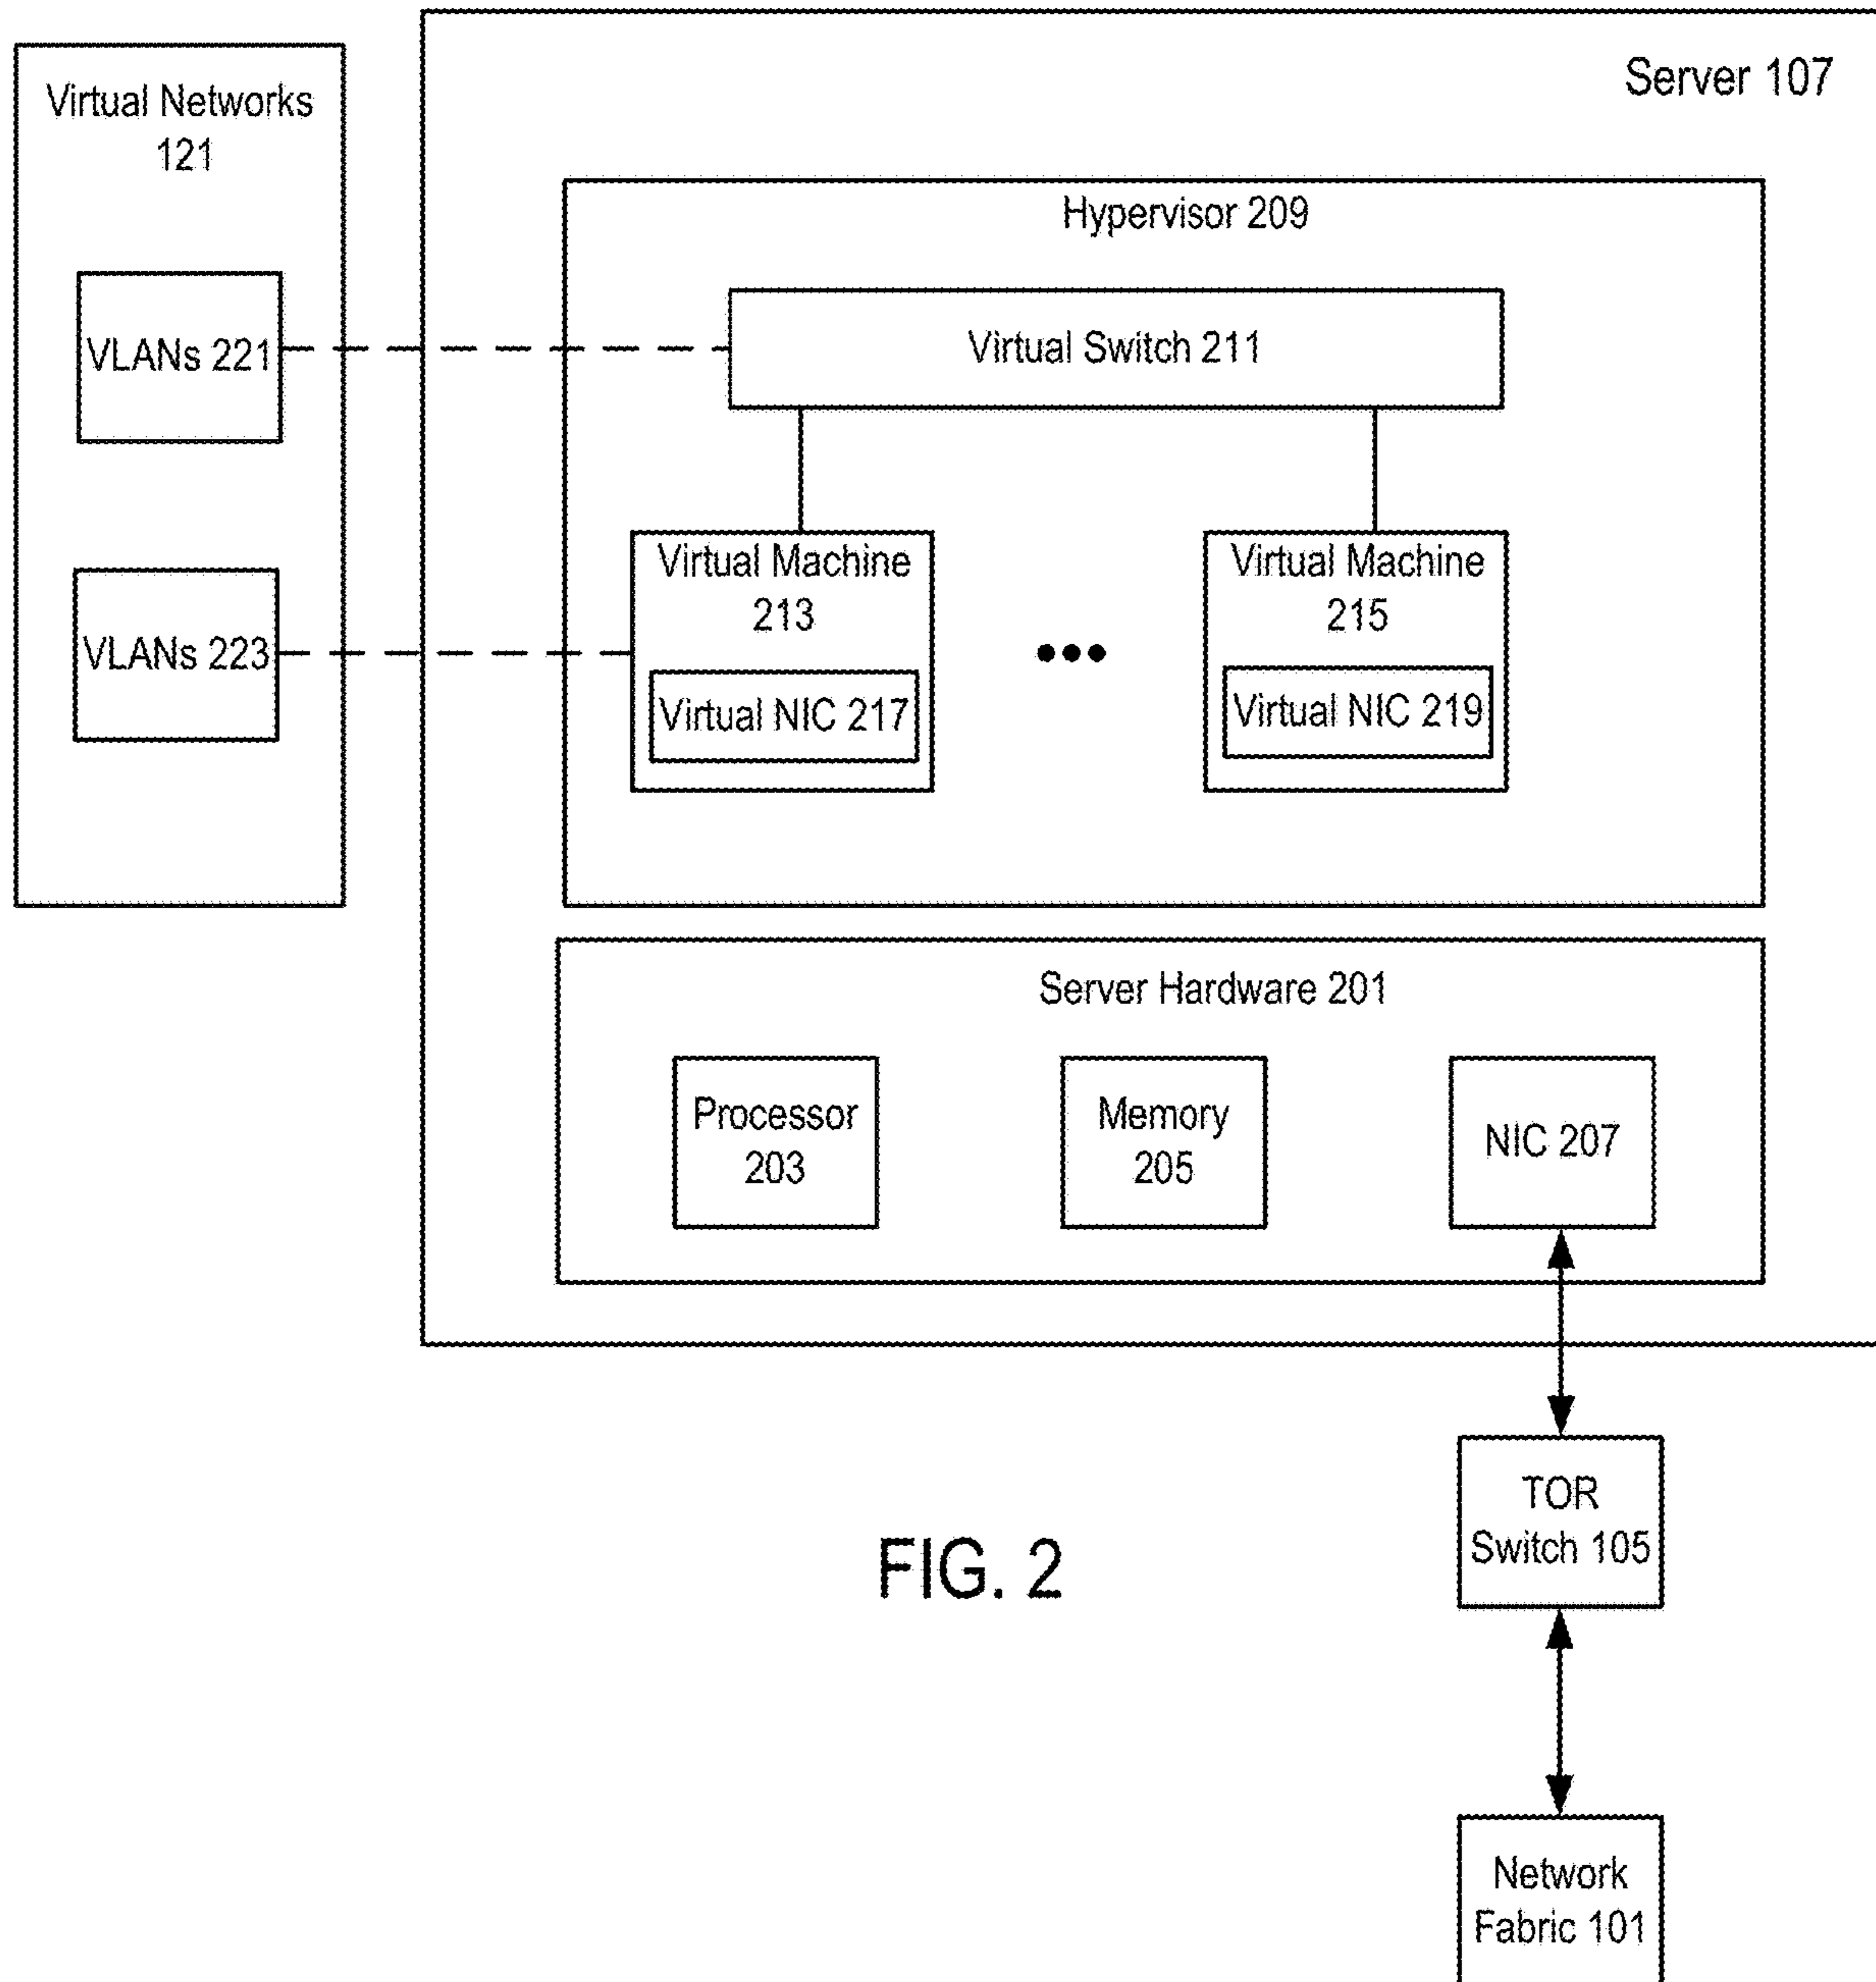 Server 107
Virtual Networks
121
Hypervisor 209
VLANs 221
Virtual Switch 211
VLANs 223
Virtual Machine
213
Virtual NIC 217
Virtual Machine
215
Virtual NIC 219
Server Hardware 201
Processor
203
Memory
205
NIC 207
TOR
Switch 105
FIG. 2
Network
Fabric 101